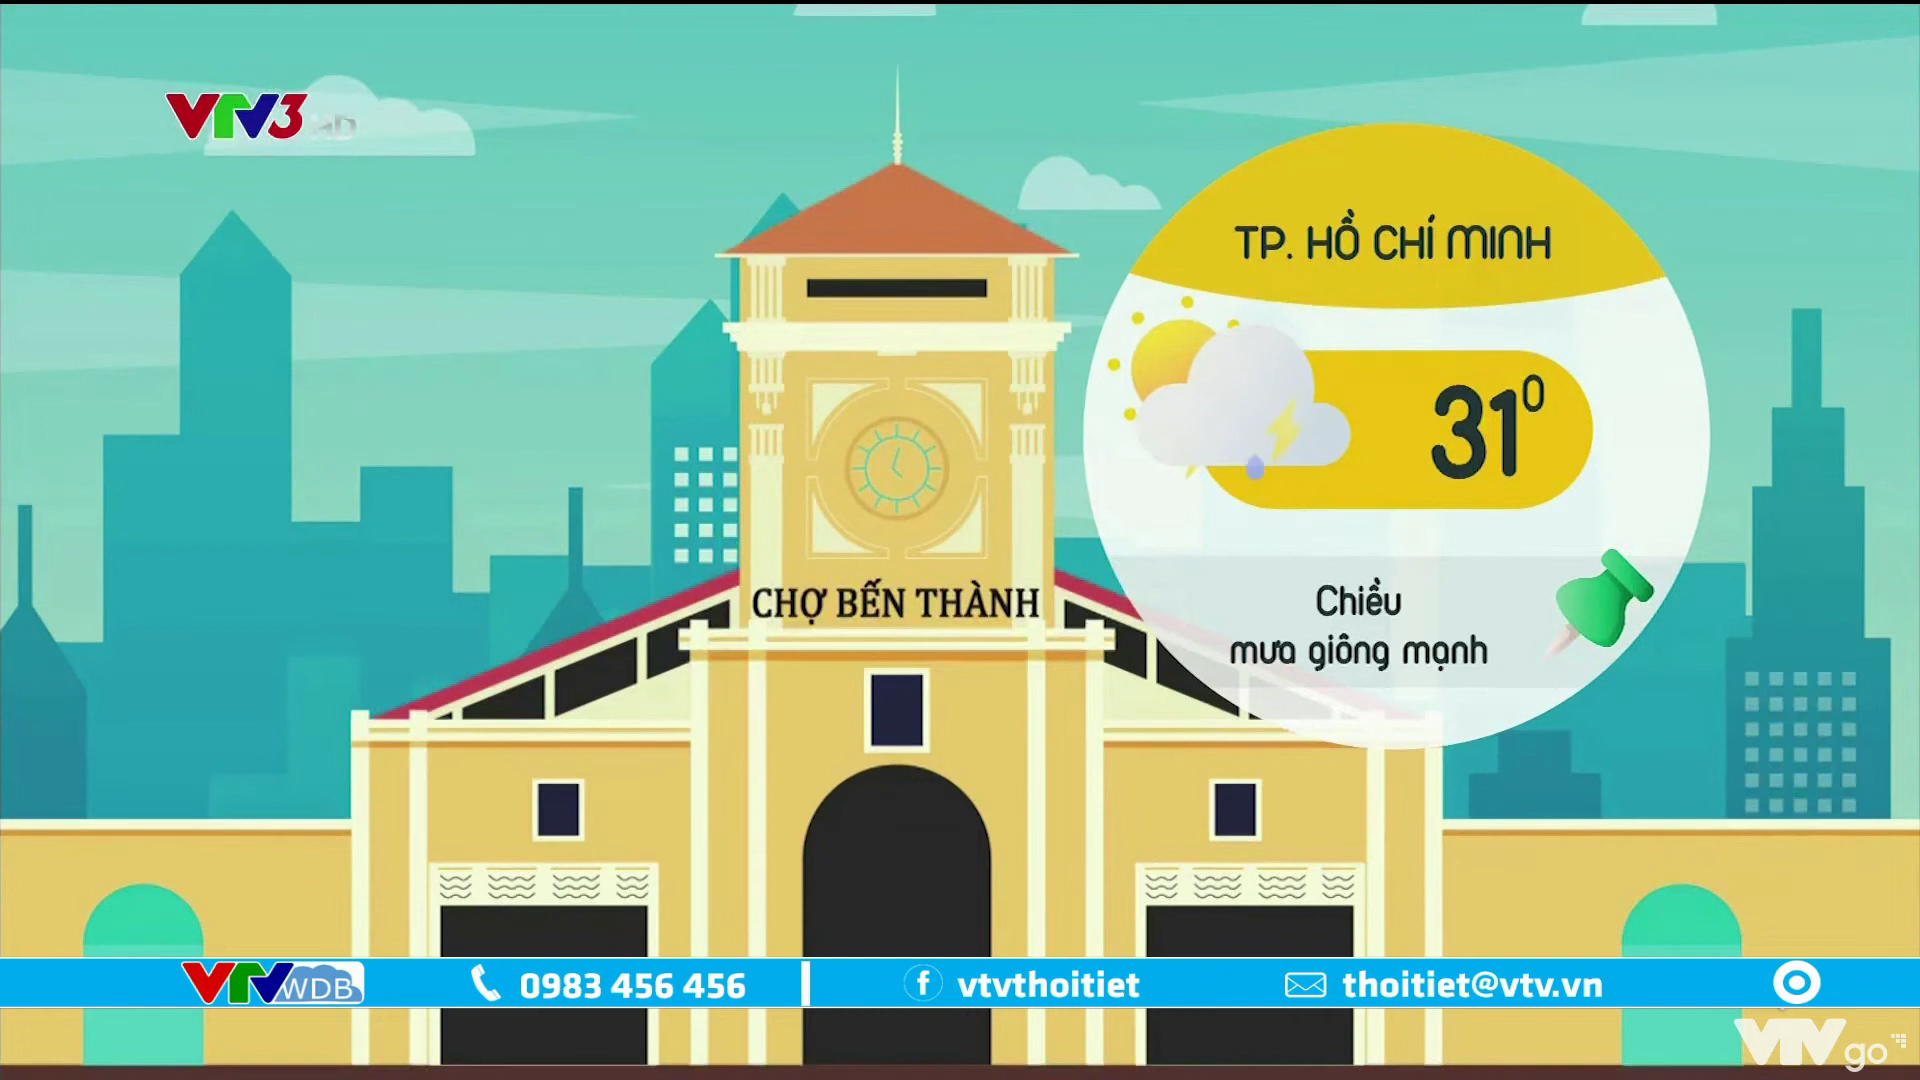 VTV3 HD
TP. HỒ CHÍ MINH
31⁰
Chiều
mưa giông mạnh
CHỢ BẾN THÀNH
VTV WDB
0983 456 456
f vtvthoitiet
thoitiet@vtv.vn
VTV go